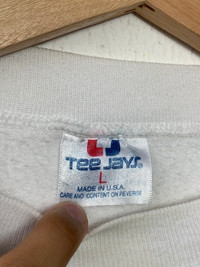 Tee Jays.
L
MADE IN U.S.A.
CARE AND CONTENT ON REVERSE